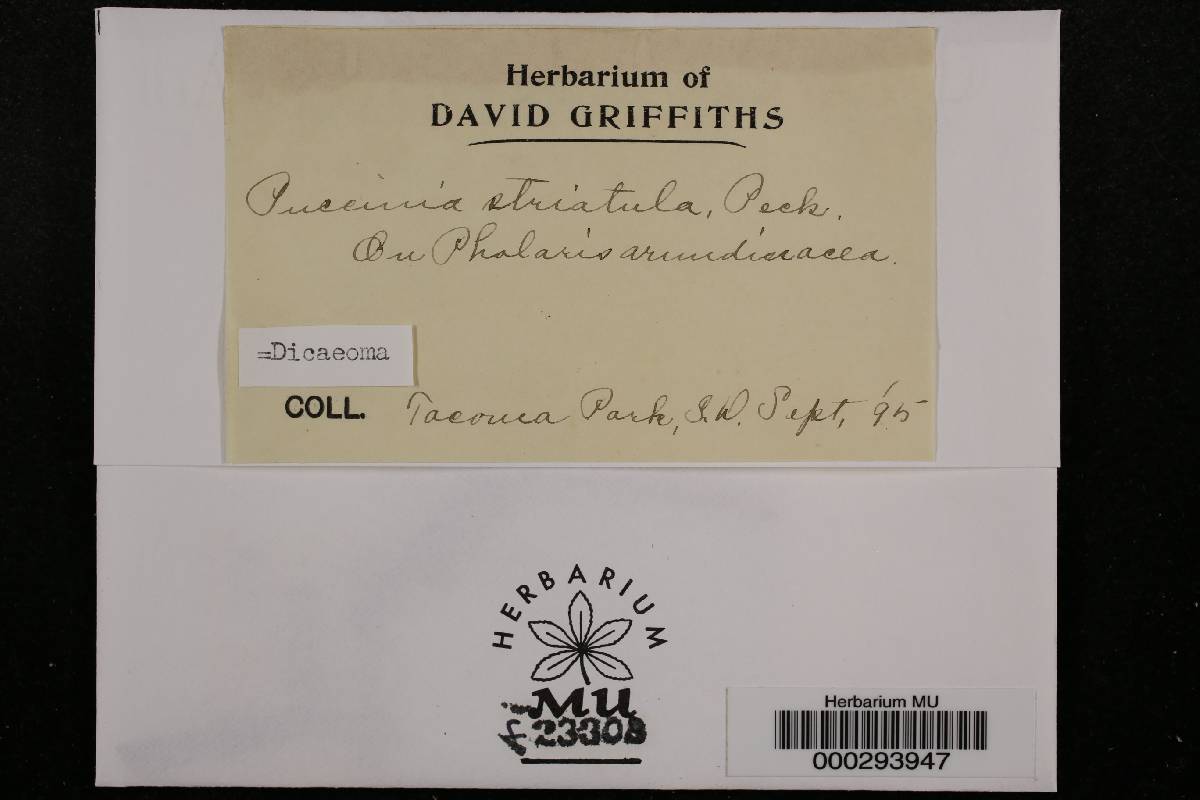 Herbarium of
DAVID GRIFFITHS
Puccinia striatula, Peck.
On Phalaris arundinacea.
=Dicaeoma
COLL. Tacoma Park, S.D. Sept, '95
HERBARIUM
MU
23308
Herbarium MU
000293947